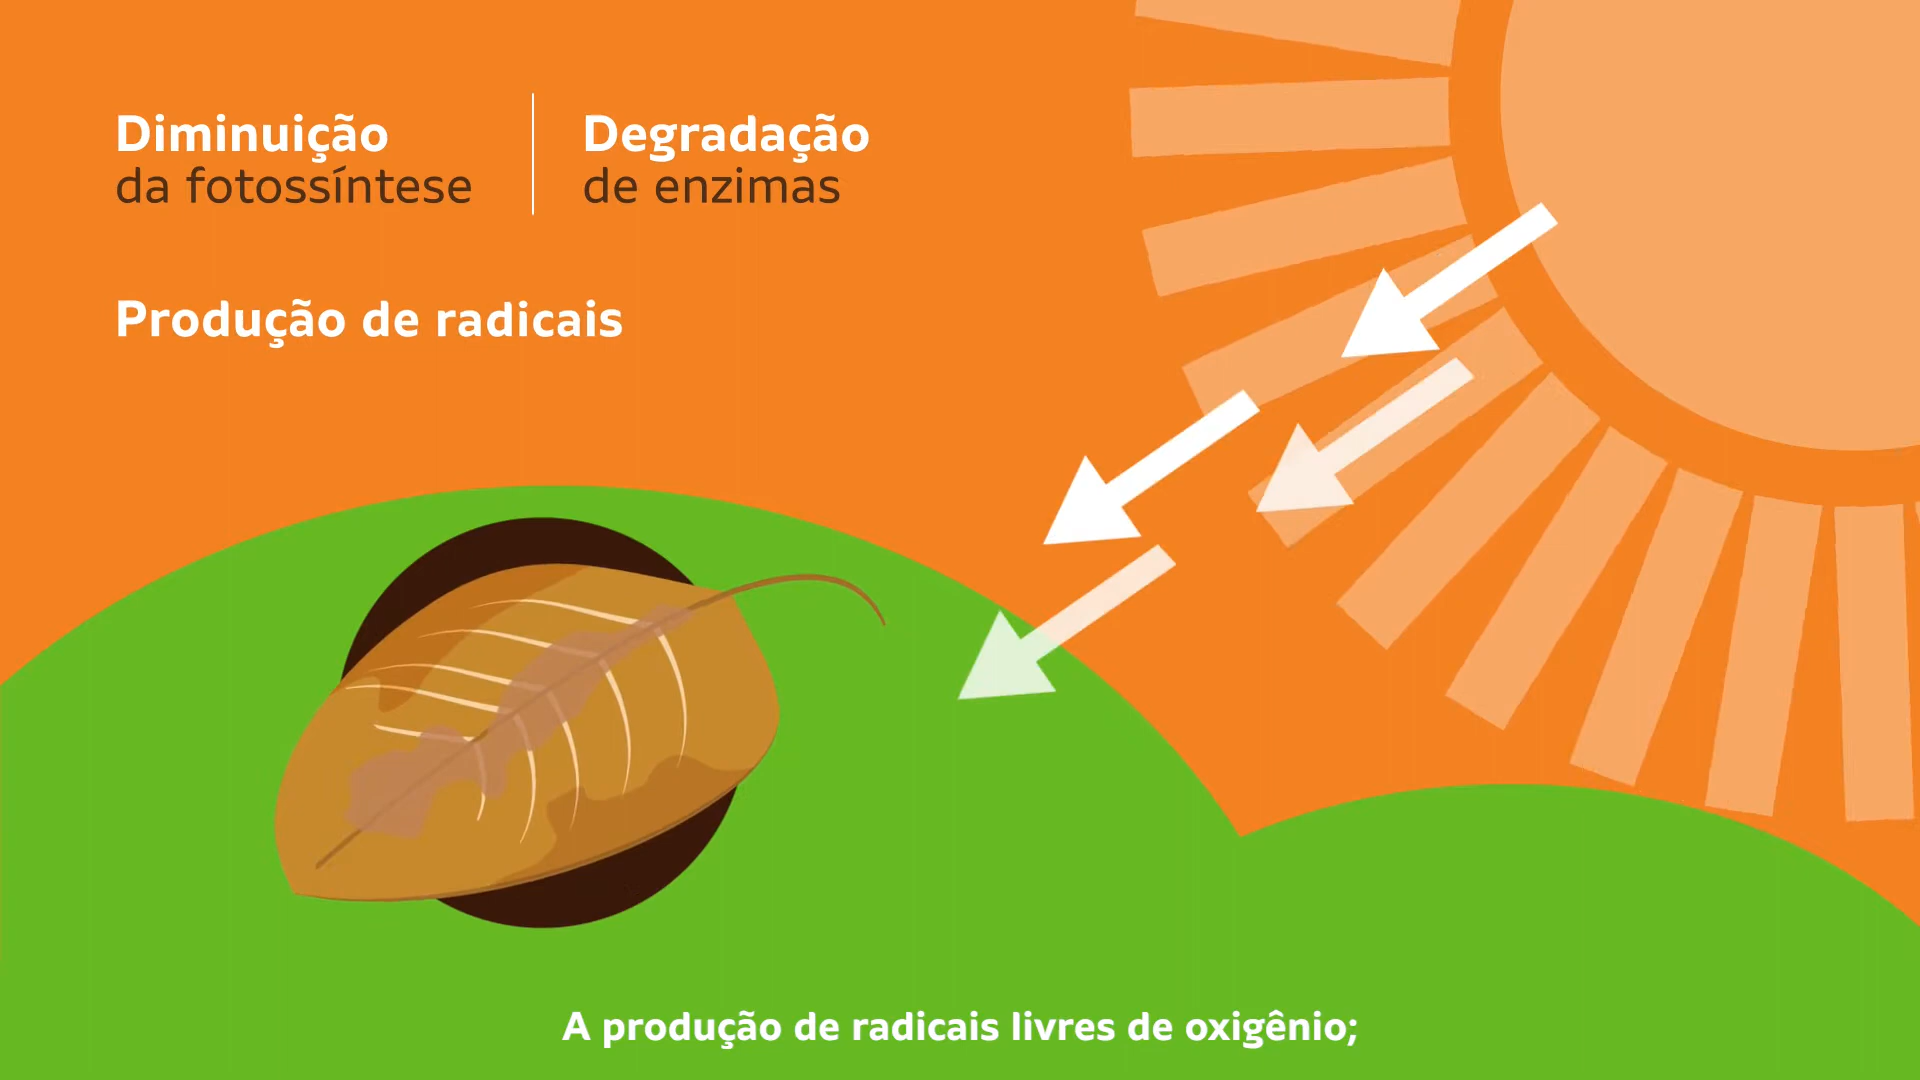 Diminuição
da fotossíntese
Degradação
de enzimas
Produção de radicais
A produção de radicais livres de oxigênio;